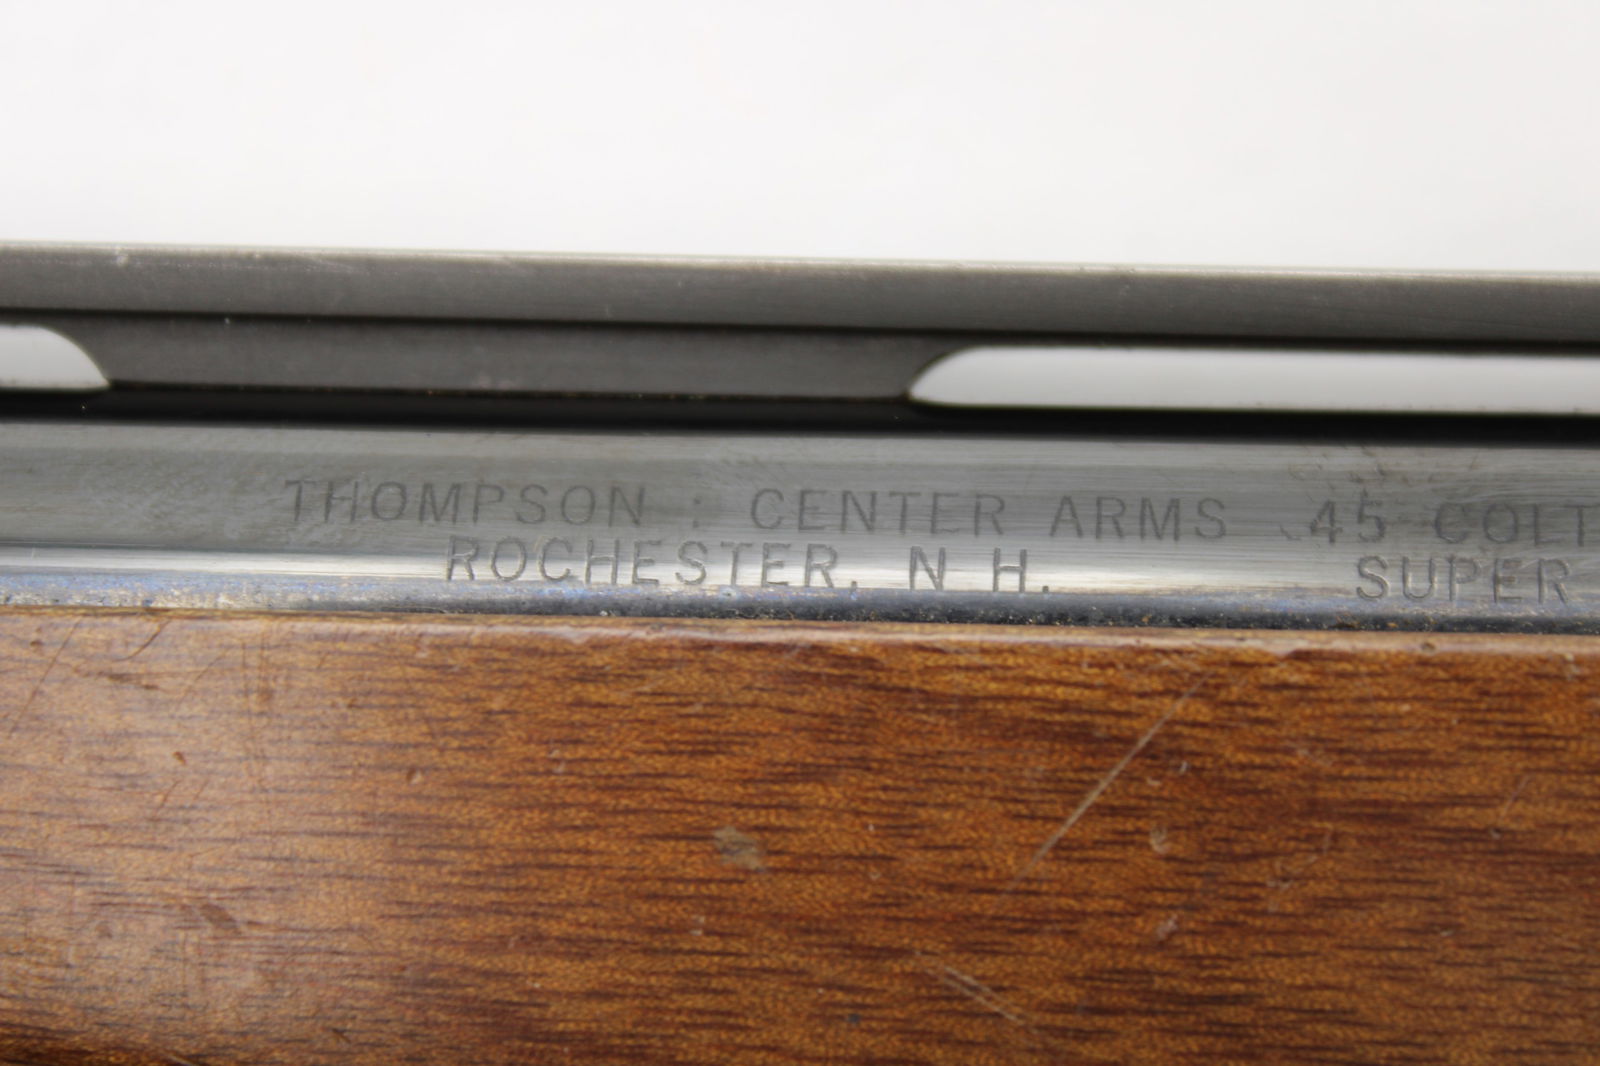 THOMPSON : CENTER ARMS .45 COLT
ROCHESTER, N H. SUPER